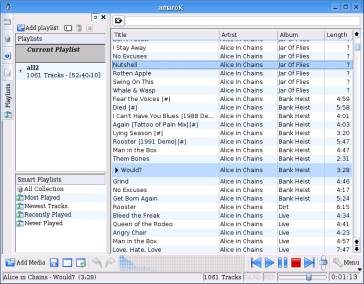 amaroK
Add playlist
Playlists
Current Playlist
all2
1061 Tracks - [52:40:10]
Smart Playlists
All Collection
Most Played
Newest Tracks
Recently Played
Never Played
Playlists
Title Artist Album Length
I Stay Away Alice In Chains Jar Of Flies ?
No Excuses Alice In Chains Jar Of Flies ?
Nutshell Alice In Chains Jar Of Flies ?
Rotten Apple Alice In Chains Jar Of Flies ?
Swing On This Alice In Chains Jar Of Flies ?
Whale & Wasp Alice In Chains Jar Of Flies ?
Fear the Voices [#] Alice in Chains Bank Heist 4:59
Died [#] Alice in Chains Bank Heist 5:58
I Can't Have You Blues [1988 De... Alice in Chains Bank Heist 4:01
Again [Tattoo of Pain Mix][#] Alice in Chains Bank Heist 4:04
Lying Season [#] Alice in Chains Bank Heist 3:20
Rooster [1991 Demo][#] Alice in Chains Bank Heist 5:47
Man in the Box Alice in Chains Bank Heist 4:47
Them Bones Alice in Chains Bank Heist 2:31
Would? Alice in Chains Bank Heist 3:28
Grind Alice in Chains Bank Heist 4:46
No Excuses Alice in Chains Bank Heist 4:17
Get Born Again Alice in Chains Bank Heist 5:24
Rooster Alice in Chains Dirt 6:15
Bleed the Freak Alice in Chains Live 4:34
Queen of the Rodeo Alice in Chains Live 4:41
Angry Chair Alice in Chains Live 4:23
Man in the Box Alice in Chains Live 4:57
Love, Hate, Love Alice in Chains Live 7:47
Add Media
Menu
Alice in Chains - Would? (3:28)
1061 Tracks
0:01:13